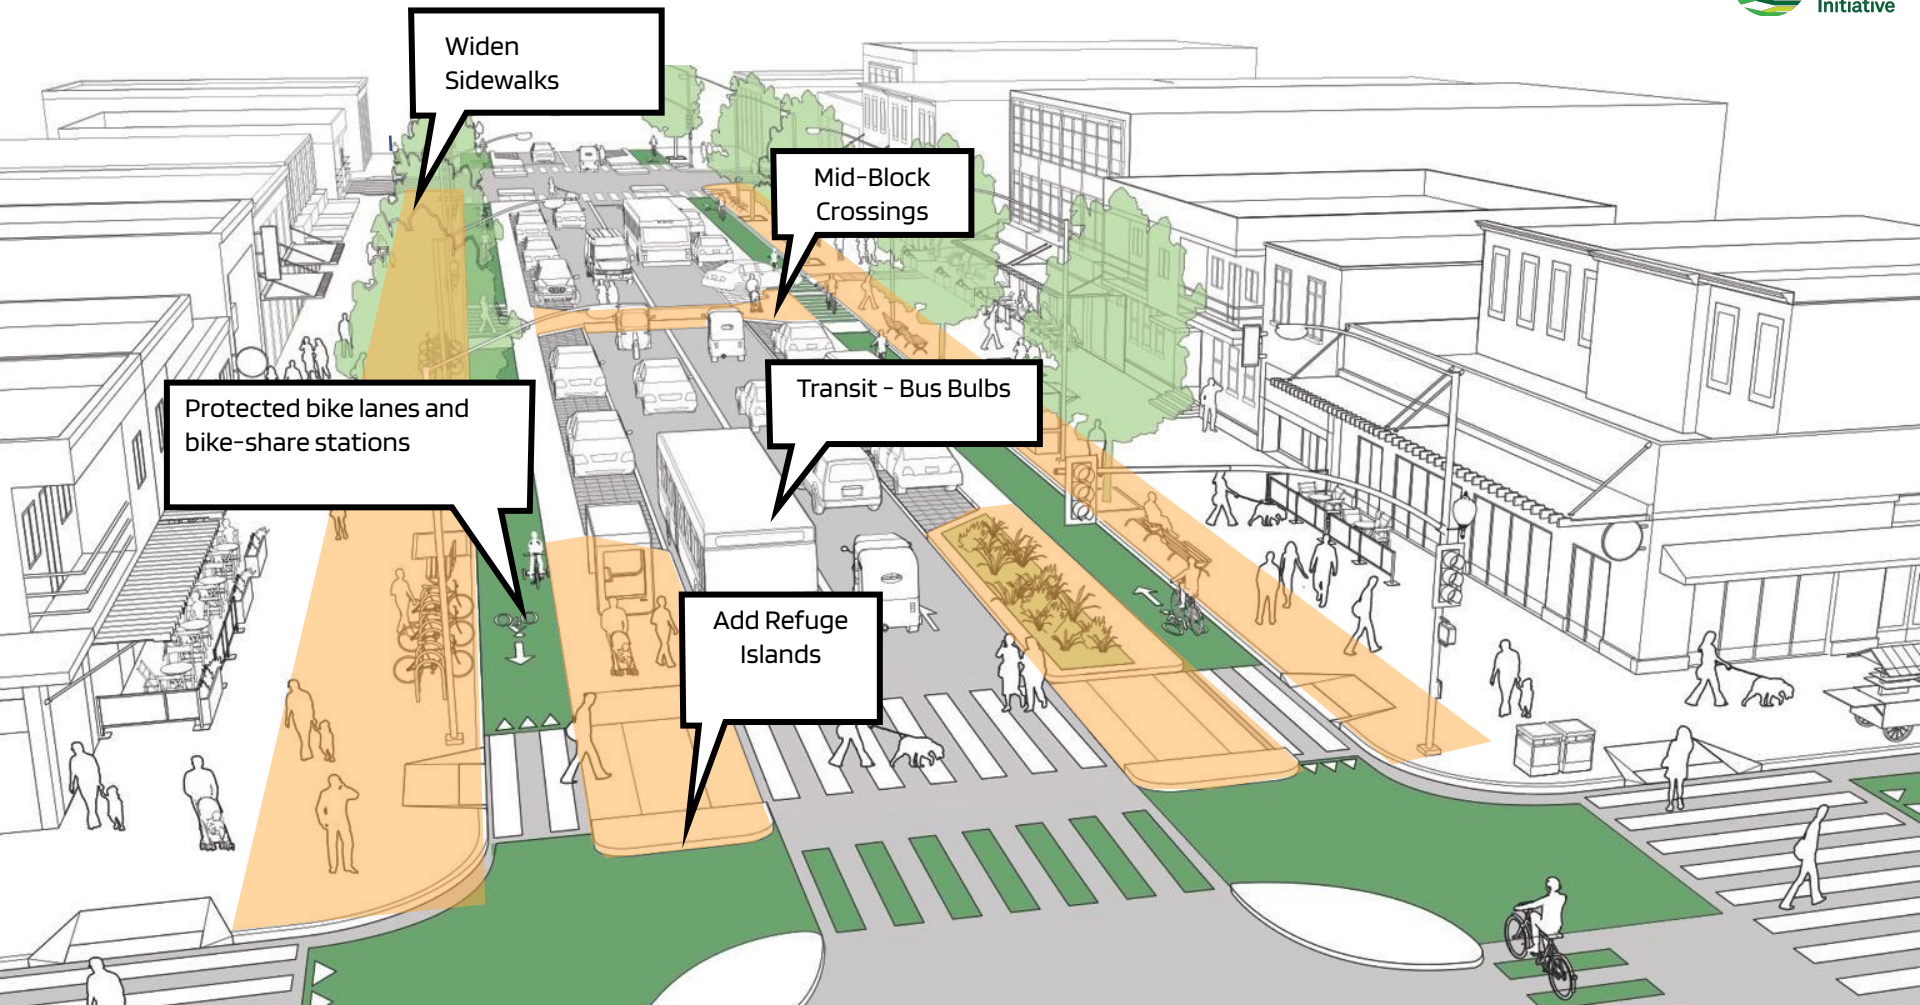 Initiative
Widen
Sidewalks
Mid-Block
Crossings
Transit - Bus Bulbs
Protected bike lanes and
bike-share stations
Add Refuge
Islands